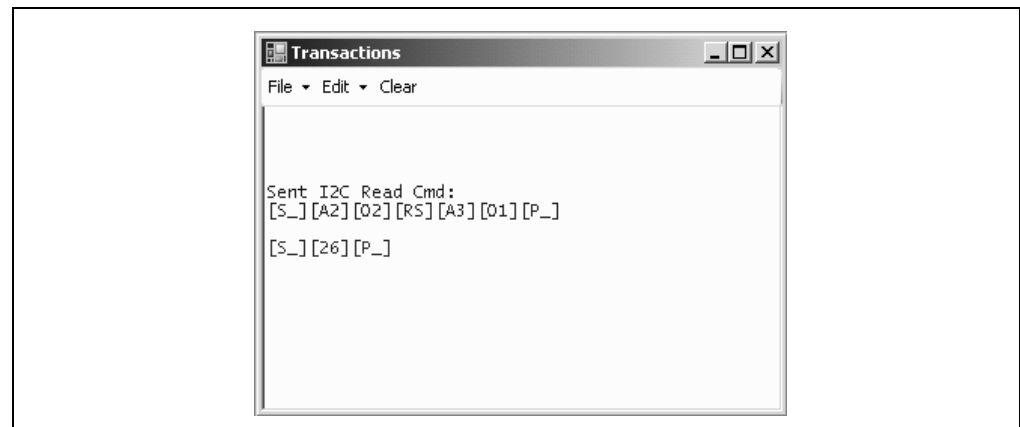 Transactions
File Edit Clear
Sent I2C Read Cmd:
[S_][A2][02][RS][A3][01][P_]
[S_][26][P_]